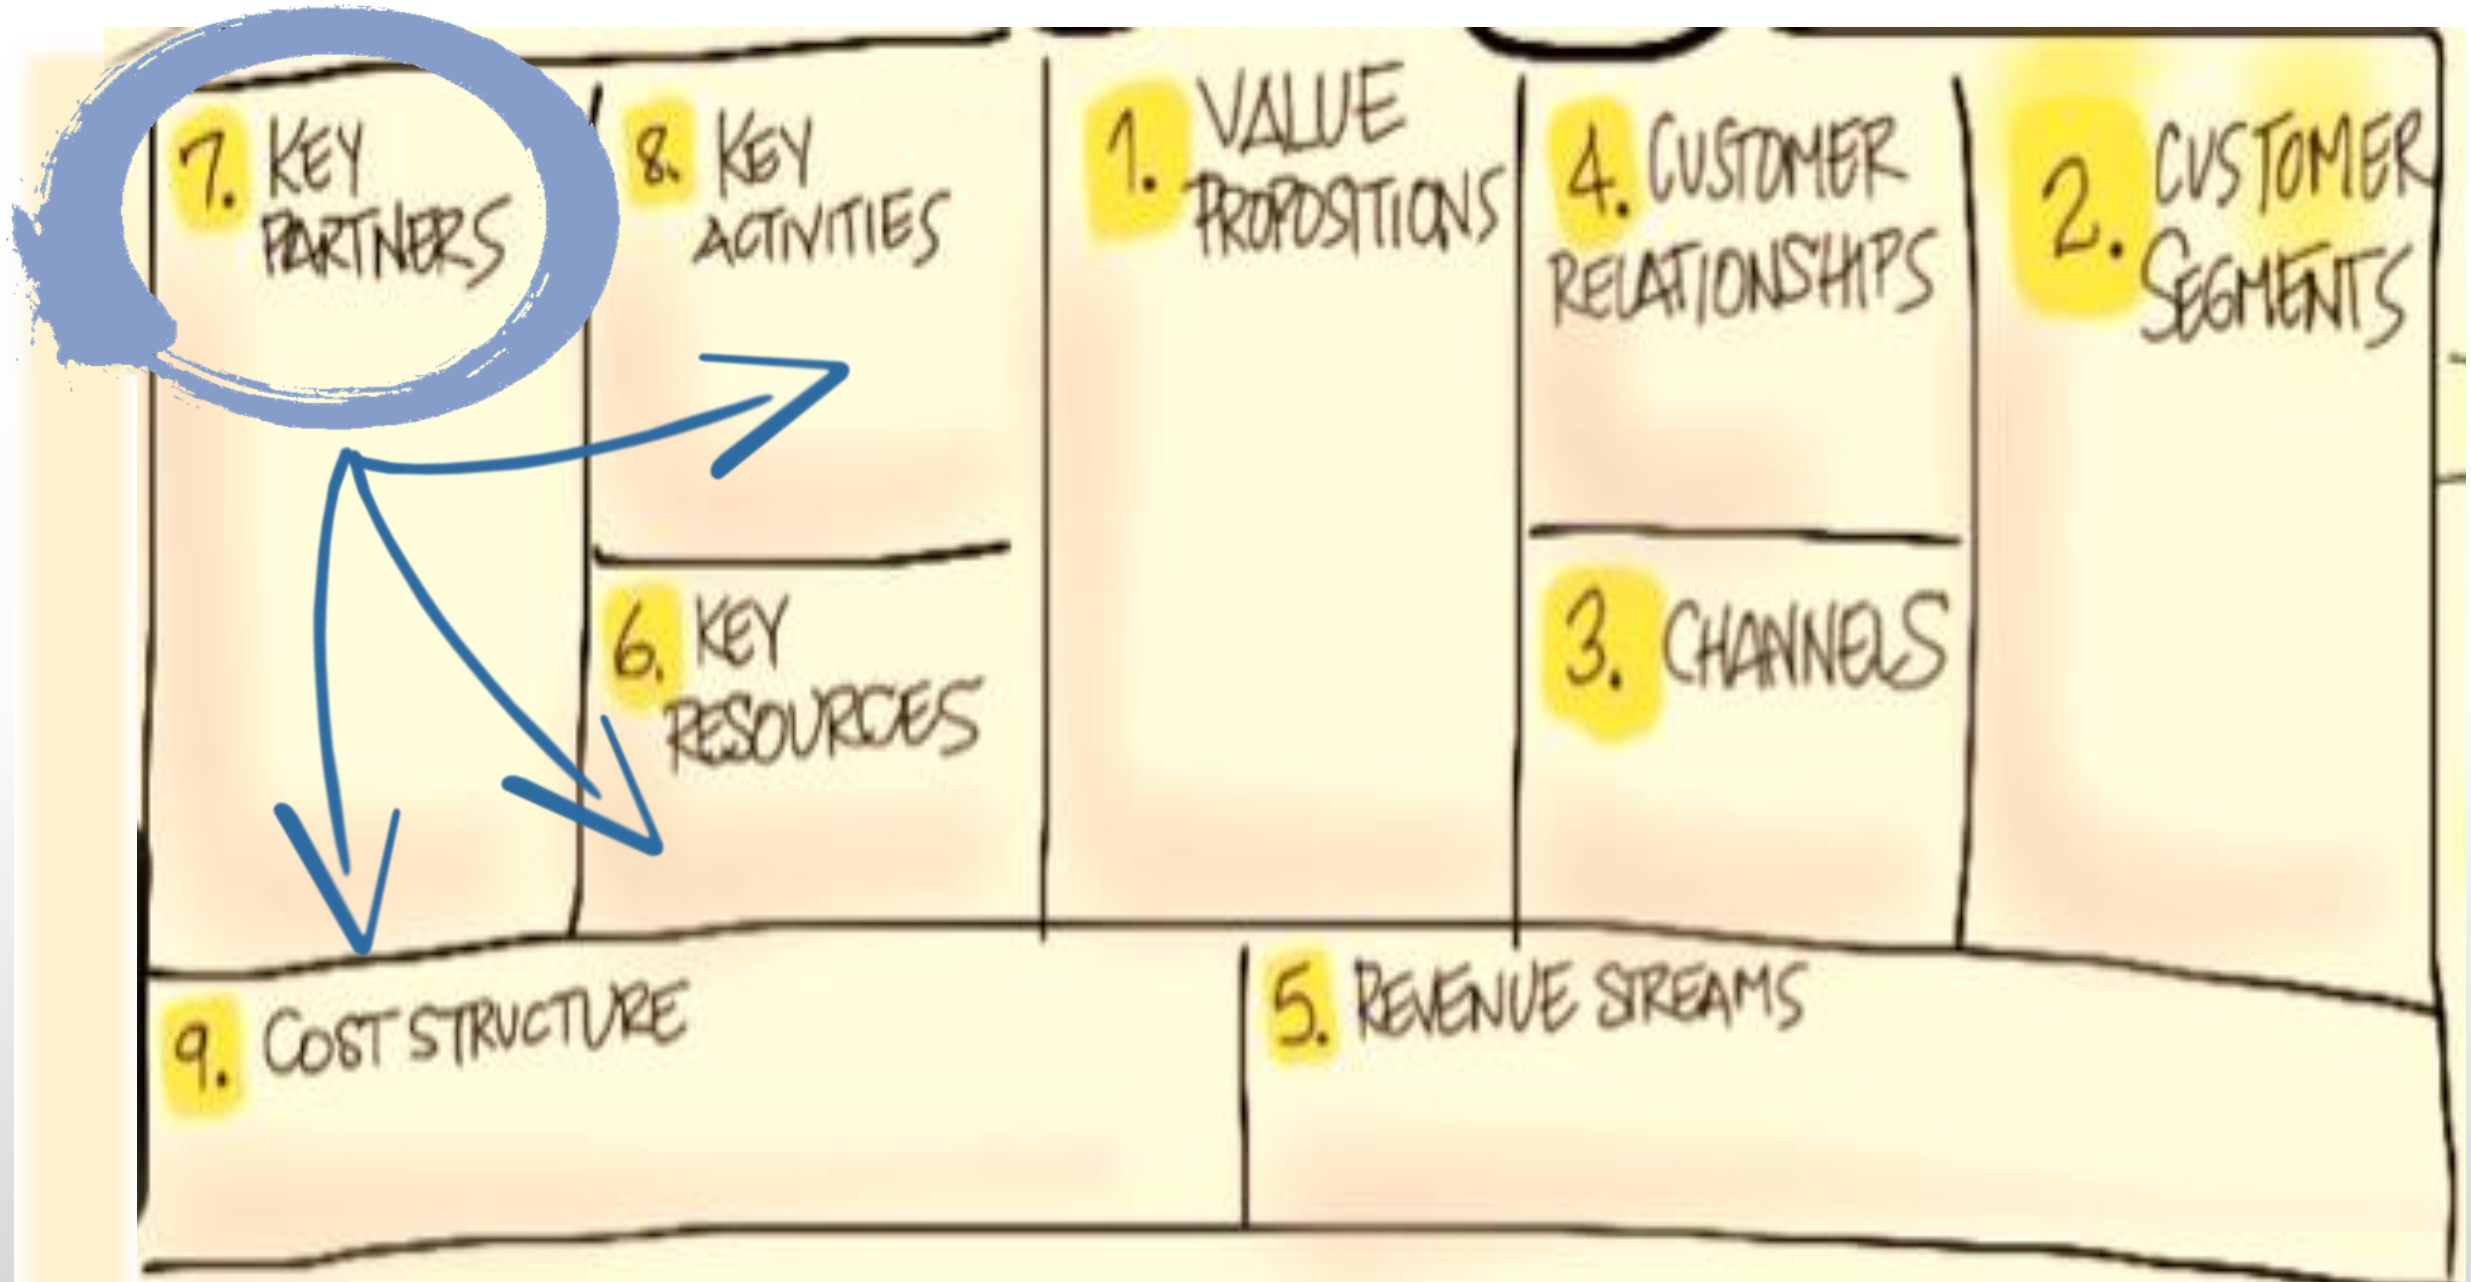 7. KEY
PARTNERS
8. KEY
ACTIVITIES
6. KEY
RESOURCES
1. VALUE
PROPOSITIONS
4. CUSTOMER
RELATIONSHIPS
3. CHANNELS
2. CUSTOMER
SEGMENTS
9. COST STRUCTURE
5. REVENUE STREAMS